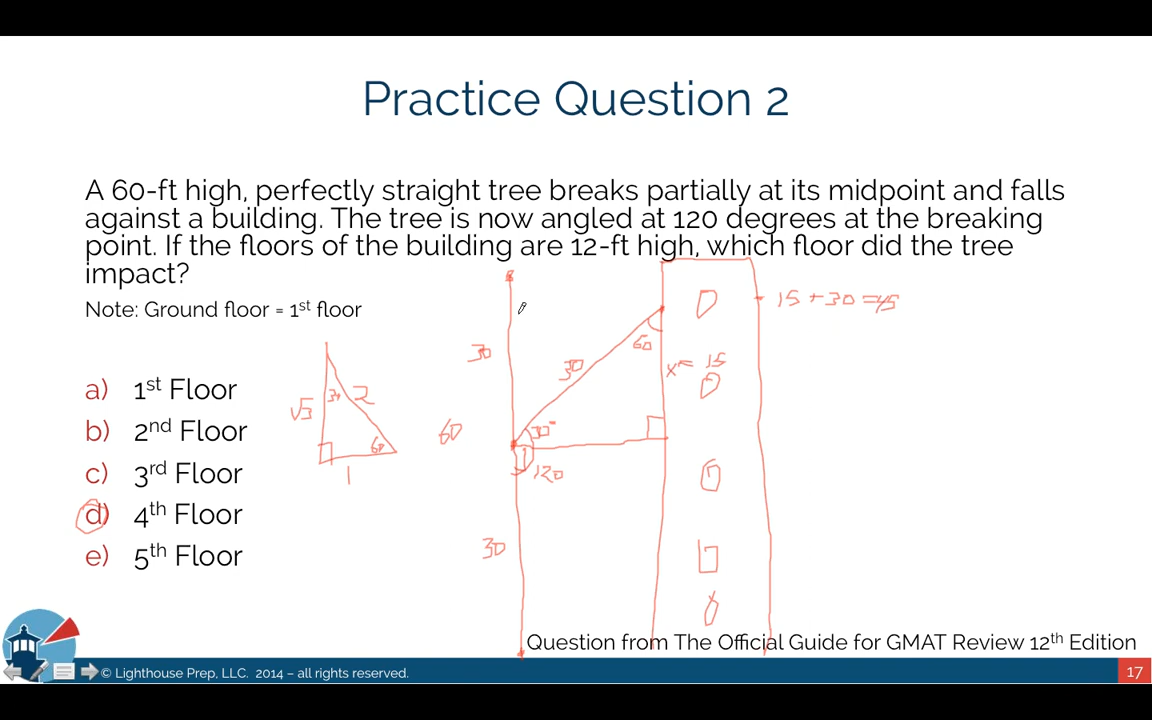 Practice Question 2
A 60-ft high, perfectly straight tree breaks partially at its midpoint and falls
against a building. The tree is now angled at 120 degrees at the breaking
point. If the floors of the building are 12-ft high, which floor did the tree
impact?
Note: Ground floor = 1st floor
15 + 30 = 45
30
60
30
x = 15
a) 1st Floor
√3
30
2
b) 2nd Floor
60
30°
60
1
c) 3rd Floor
120
d) 4th Floor
30
e) 5th Floor
Question from The Official Guide for GMAT Review 12th Edition
© Lighthouse Prep, LLC. 2014 – all rights reserved.
17